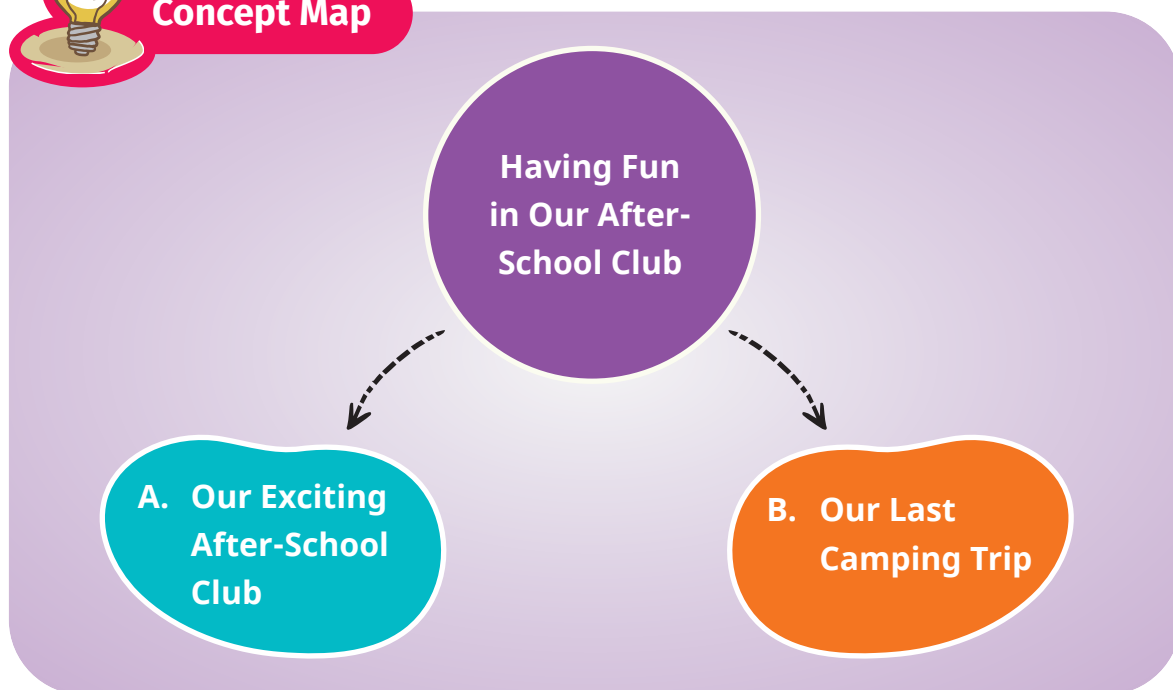 Concept Map
Having Fun
in Our After-
School Club
A. Our Exciting
After-School
Club
B. Our Last
Camping Trip